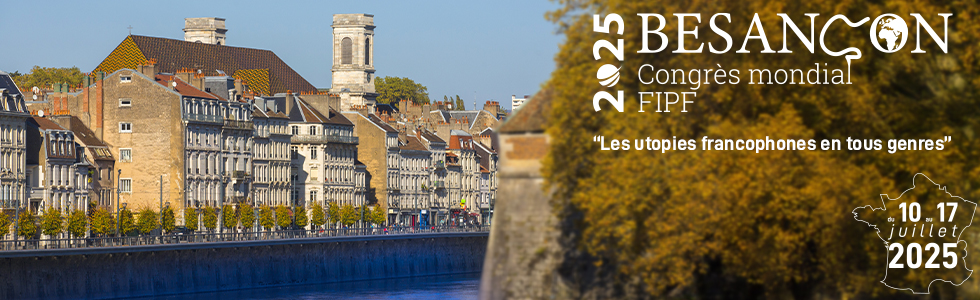 2025
BESANÇON
Congrès mondial
FIPF
“Les utopies francophones en tous genres”
du 10 au 17
juillet
2025